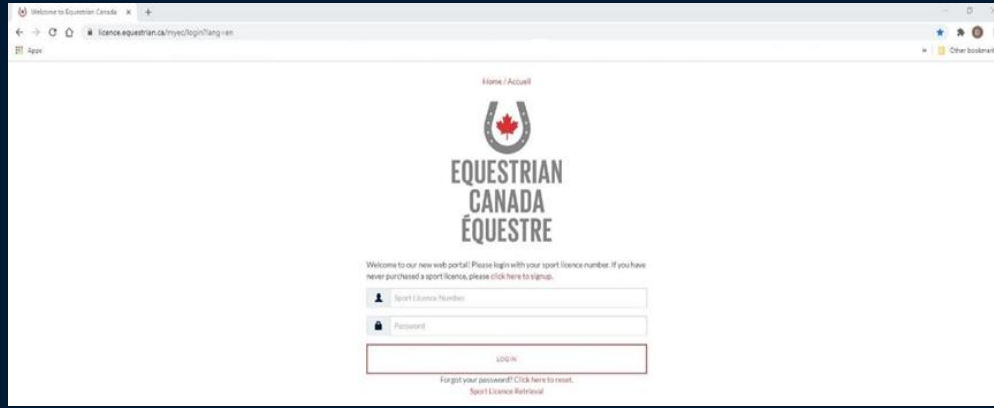 Welcome to Equestrian Canada
licence.equestrian.ca/myec/login?lang=en
Apps
Other bookmark
Home / Accueil
EQUESTRIAN
CANADA
ÉQUESTRE
Welcome to our new web portal! Please login with your sport licence number. If you have
never purchased a sport licence, please click here to signup.
Sport Licence Number
Password
LOGIN
Forgot your password? Click here to reset.
Sport Licence Retrieval